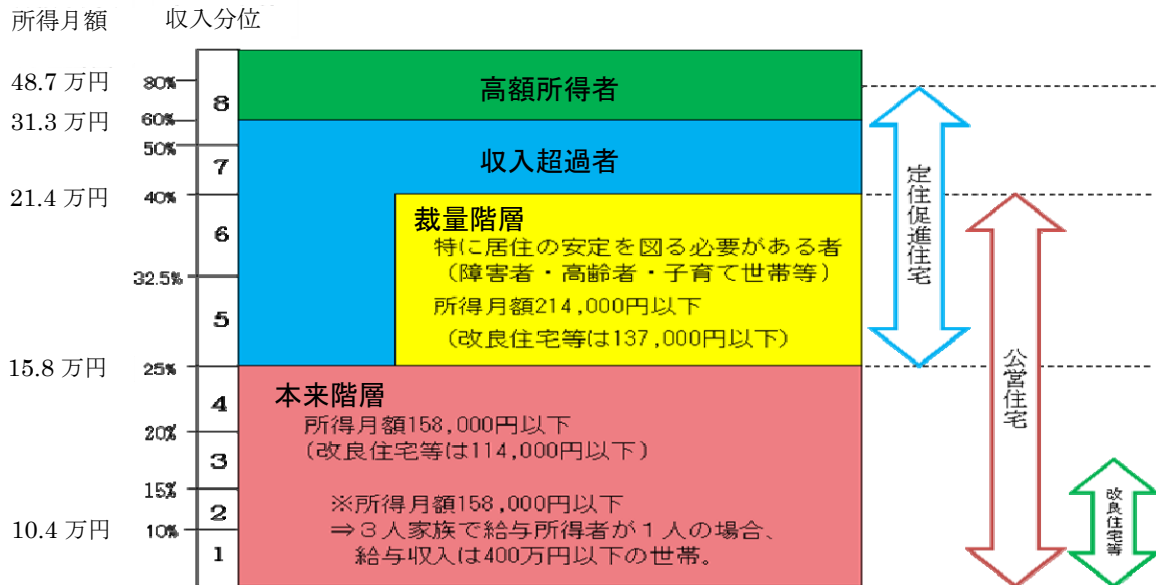 所得月額 収入分位
48.7 万円 80% 8 高額所得者
31.3 万円 60%
50% 7 収入超過者
21.4 万円 40%
裁量階層
6 特に居住の安定を図る必要がある者
32.5% （障害者・高齢者・子育て世帯等）
5 所得月額214,000円以下
（改良住宅等は137,000円以下）
15.8 万円 25%
本来階層
4 所得月額158,000円以下
20%
3 （改良住宅等は114,000円以下）
15%
2 ※所得月額158,000円以下
10.4 万円 10% ⇒３人家族で給与所得者が１人の場合、
1 給与収入は400万円以下の世帯。
定住促進住宅
公営住宅
改良住宅等